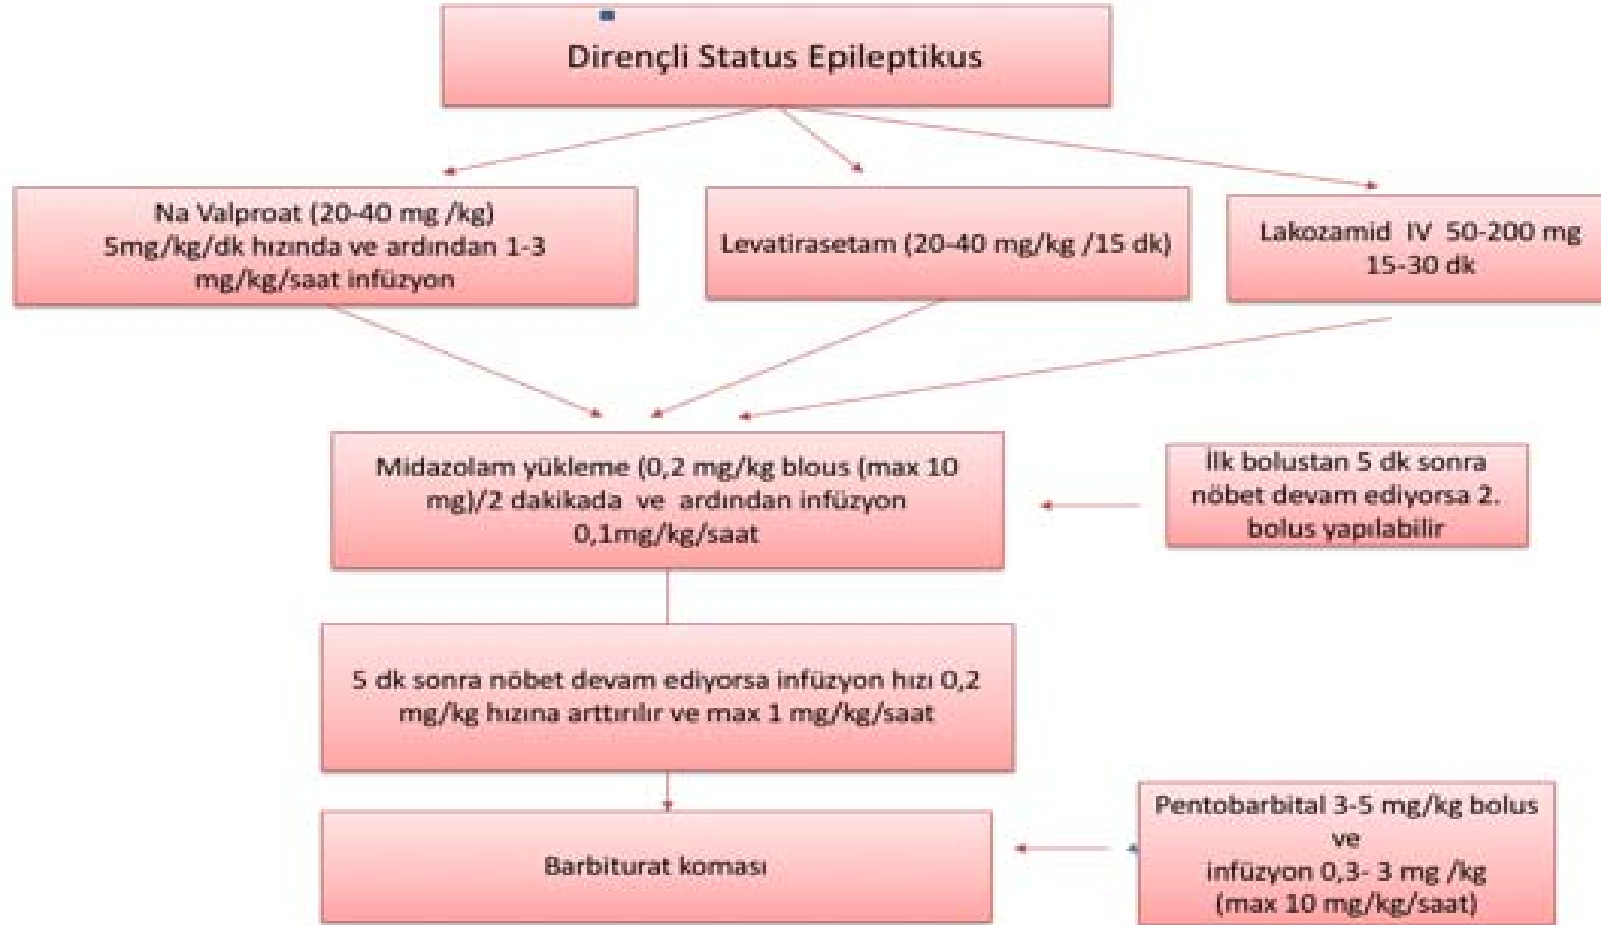 Dirençli Status Epileptikus
Na Valproat (20-40 mg /kg)
5mg/kg/dk hızında ve ardından 1-3
mg/kg/saat infüzyon
Levatirasetam (20-40 mg/kg /15 dk)
Lakozamid IV 50-200 mg
15-30 dk
Midazolam yükleme (0,2 mg/kg blous (max 10
mg)/2 dakikada ve ardından infüzyon
0,1mg/kg/saat
İlk bolustan 5 dk sonra
nöbet devam ediyorsa 2.
bolus yapılabilir
5 dk sonra nöbet devam ediyorsa infüzyon hızı 0,2
mg/kg hızına arttırılır ve max 1 mg/kg/saat
Barbiturat koması
Pentobarbital 3-5 mg/kg bolus
ve
infüzyon 0,3- 3 mg /kg
(max 10 mg/kg/saat)